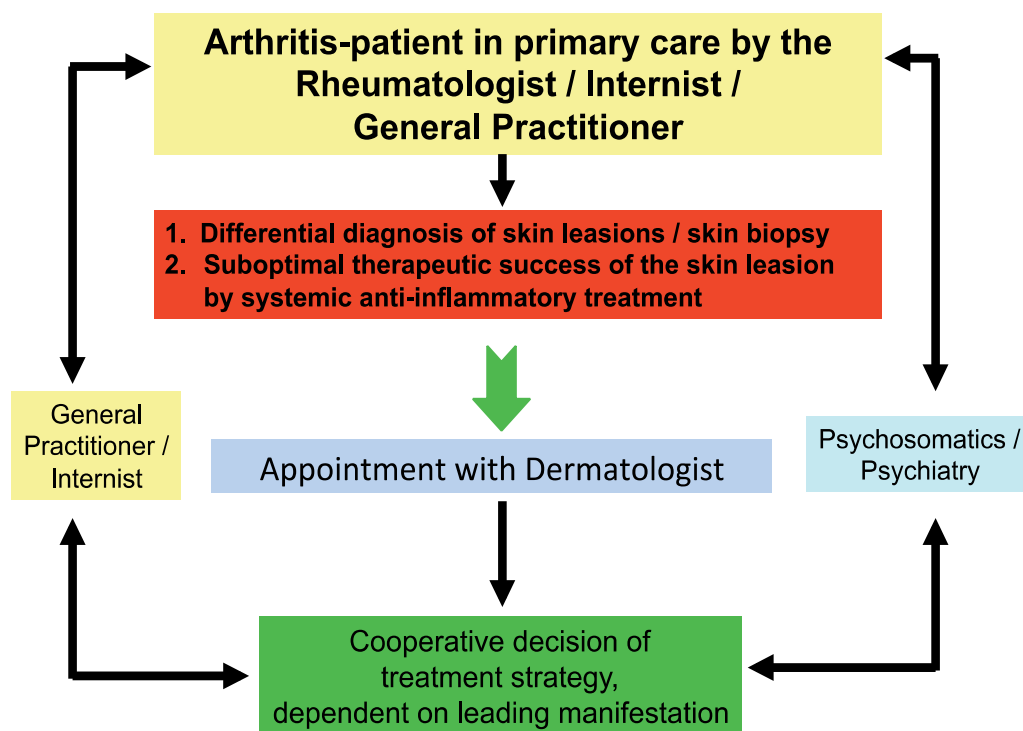 Arthritis-patient in primary care by the
Rheumatologist / Internist /
General Practitioner
1. Differential diagnosis of skin leasions / skin biopsy
2. Suboptimal therapeutic success of the skin leasion
by systemic anti-inflammatory treatment
General
Practitioner /
Internist
Appointment with Dermatologist
Psychosomatics /
Psychiatry
Cooperative decision of
treatment strategy,
dependent on leading manifestation